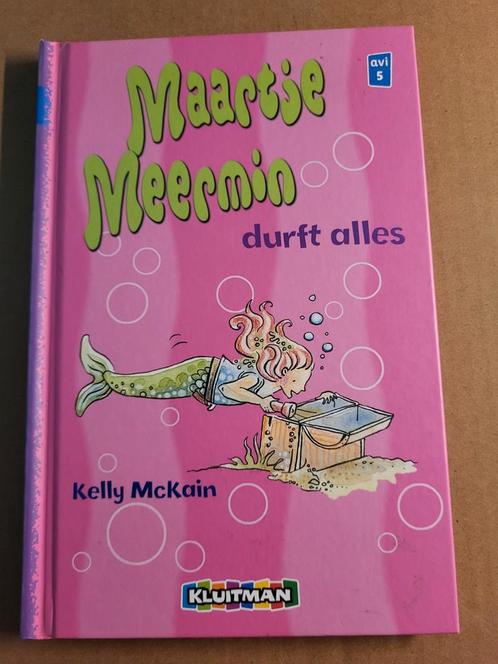 avi
5
Maartje
Meermin
durft alles
Kelly McKain
KLUITMAN